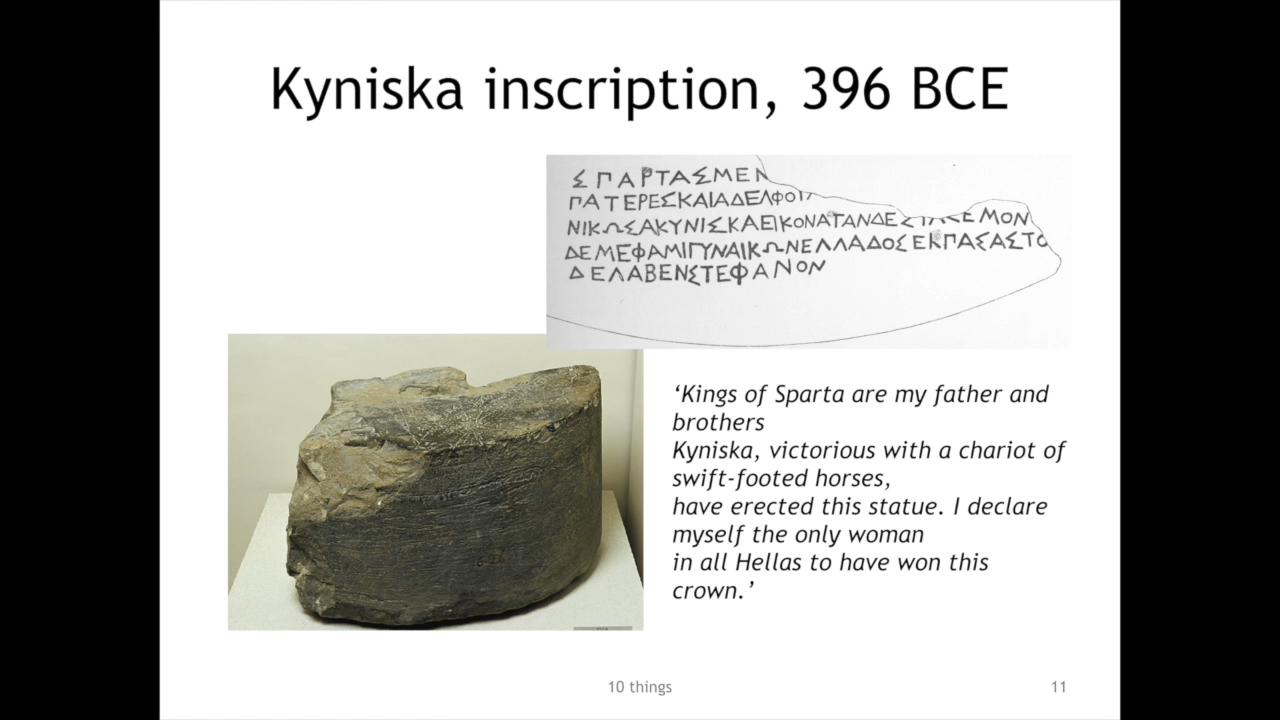 Kyniska inscription, 396 BCE
ΣΠΑΡΤΑΣΜΕΝ
ΠΑΤΕΡΕΣΚΑΙΑΔΕΛΦΟΙ
ΝΙΚΩΣΑΚΥΝΙΣΚΑΕΙΚΟΝΑΤΑΝΔΕΣΤΑΣΕΜΟΝ
ΔΕΜΕΦΑΜΙΓΥΝΑΙΚΩΝΕΛΛΑΔΟΣΕΚΠΑΣΑΣΤΟ
ΔΕΛΑΒΕΝΣΤΕΦΑΝΟΝ
‘Kings of Sparta are my father and
brothers
Kyniska, victorious with a chariot of
swift-footed horses,
have erected this statue. I declare
myself the only woman
in all Hellas to have won this
crown.’
10 things
11